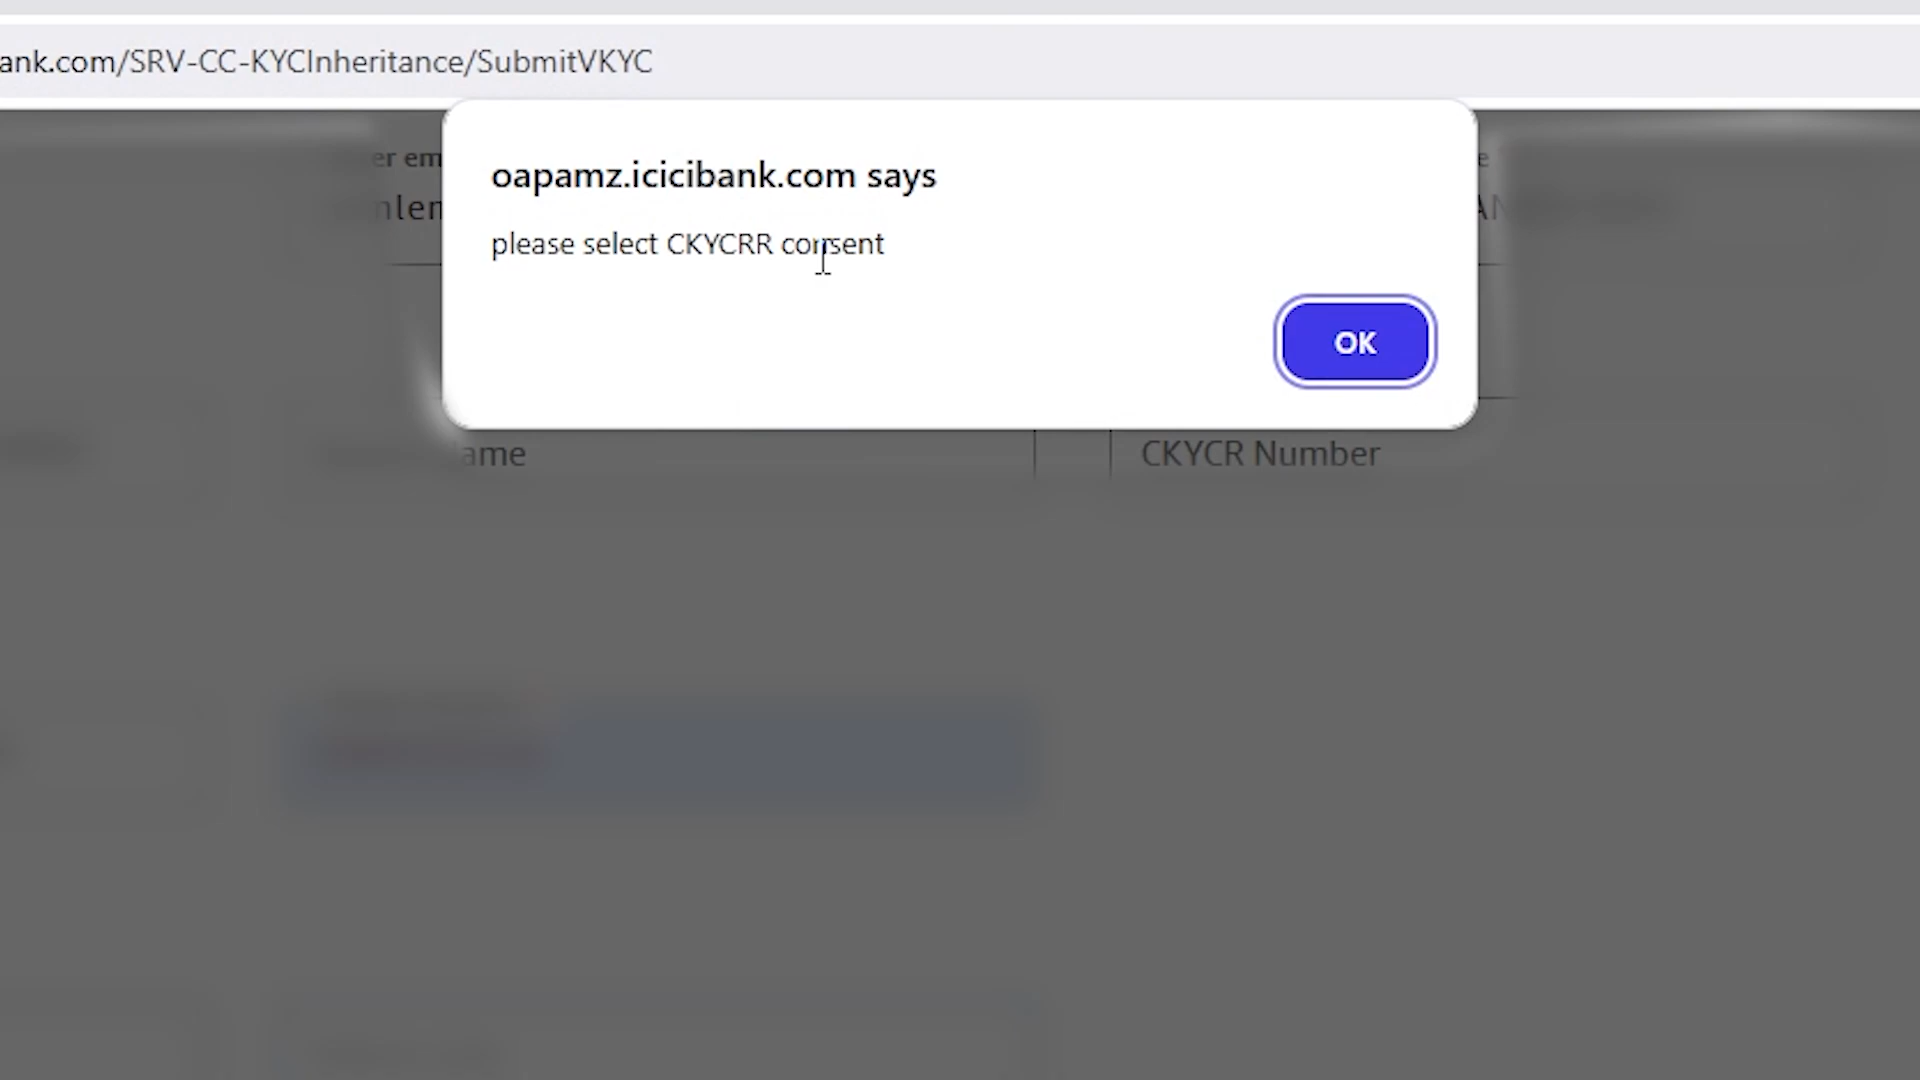 ank.com/SRV-CC-KYCInheritance/SubmitVKYC
oapamz.icicibank.com says
please select CKYCRR consent
OK
CKYCR Number